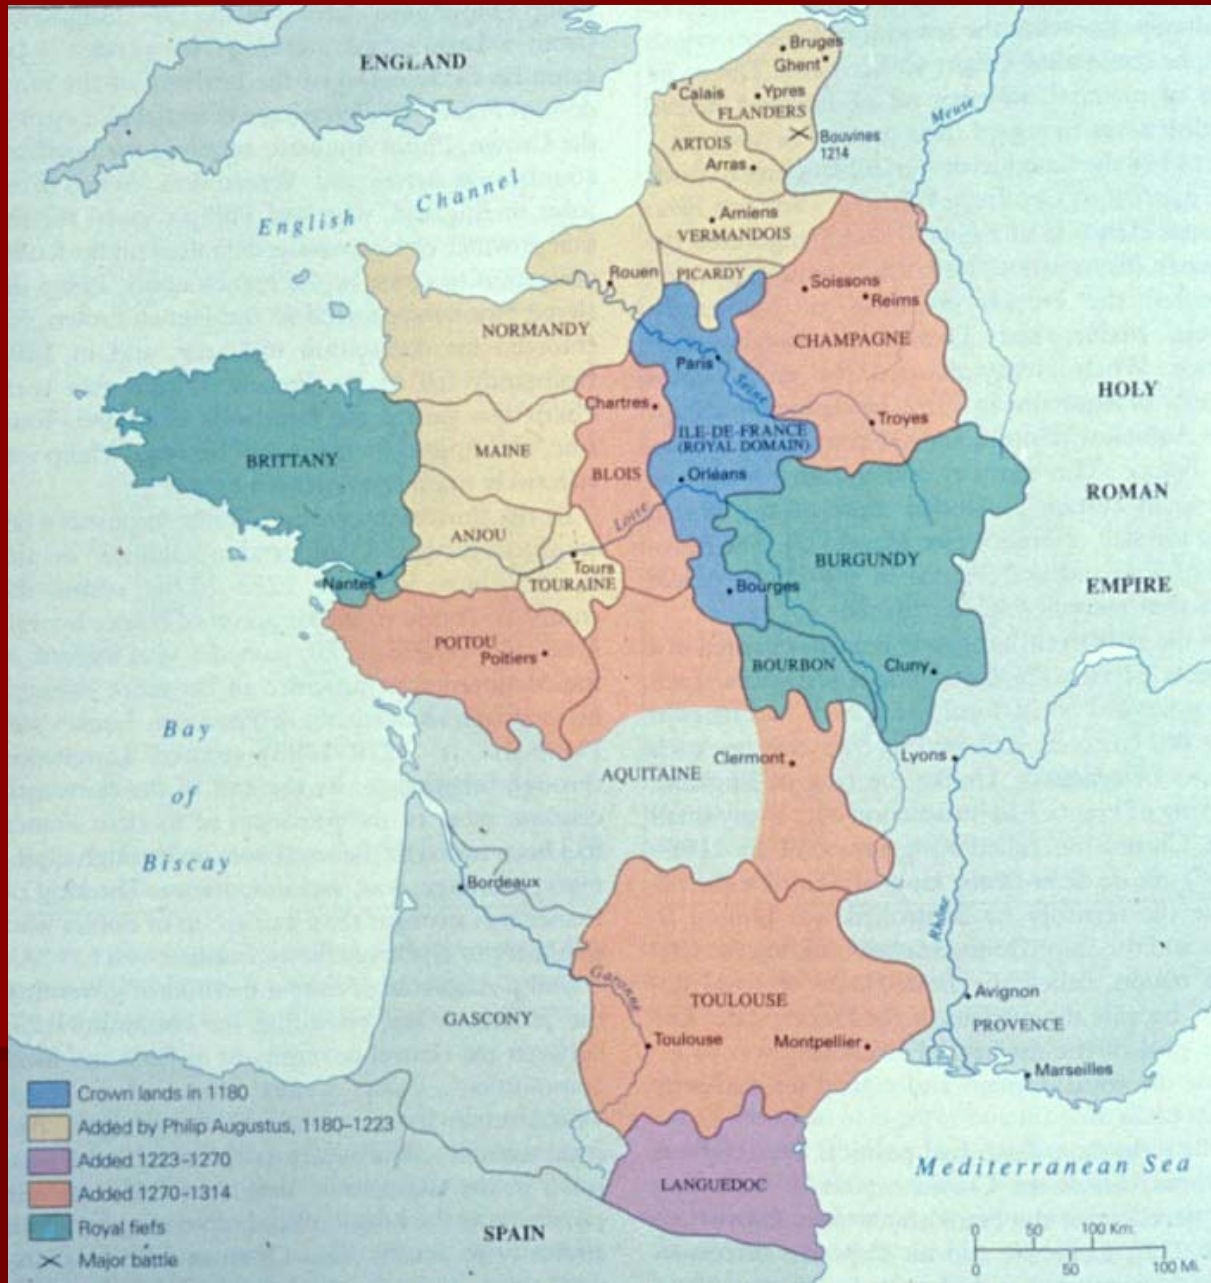 ENGLAND
English Channel
Bruges
Ghent
Calais
Ypres
FLANDERS
Bouvines
1214
ARTOIS
Arras
Meuse
Amiens
VERMANDOIS
Rouen
PICARDY
Soissons
Reims
NORMANDY
CHAMPAGNE
Paris
Seine
HOLY
Chartres
Troyes
ILE-DE-FRANCE
(ROYAL DOMAIN)
BRITTANY
MAINE
BLOIS
Orléans
ROMAN
Loire
ANJOU
BURGUNDY
Tours
Nantes
TOURAINE
Bourges
EMPIRE
POITOU
Poitiers
BOURBON
Cluny
Bay
of
Biscay
Clermont
Lyons
AQUITAINE
Bordeaux
Rhône
Garonne
TOULOUSE
Avignon
GASCONY
PROVENCE
Toulouse
Montpellier
Marseilles
Crown lands in 1180
Added by Philip Augustus, 1180–1223
Added 1223–1270
Added 1270–1314
Royal fiefs
Major battle
Mediterranean Sea
LANGUEDOC
SPAIN
0 50 100 Km.
0 50 100 Mi.